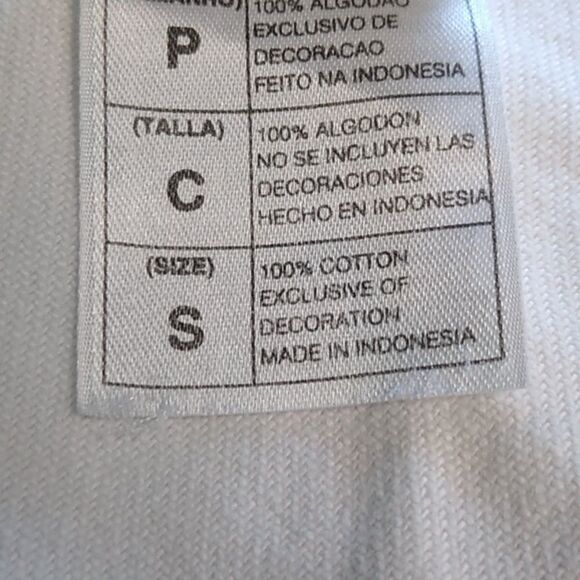 100% ALGODAO
P
EXCLUSIVO DE
DECORACAO
FEITO NA INDONESIA
(TALLA)
C
100% ALGODON
NO SE INCLUYEN LAS
DECORACIONES
HECHO EN INDONESIA
(SIZE)
S
100% COTTON
EXCLUSIVE OF
DECORATION
MADE IN INDONESIA